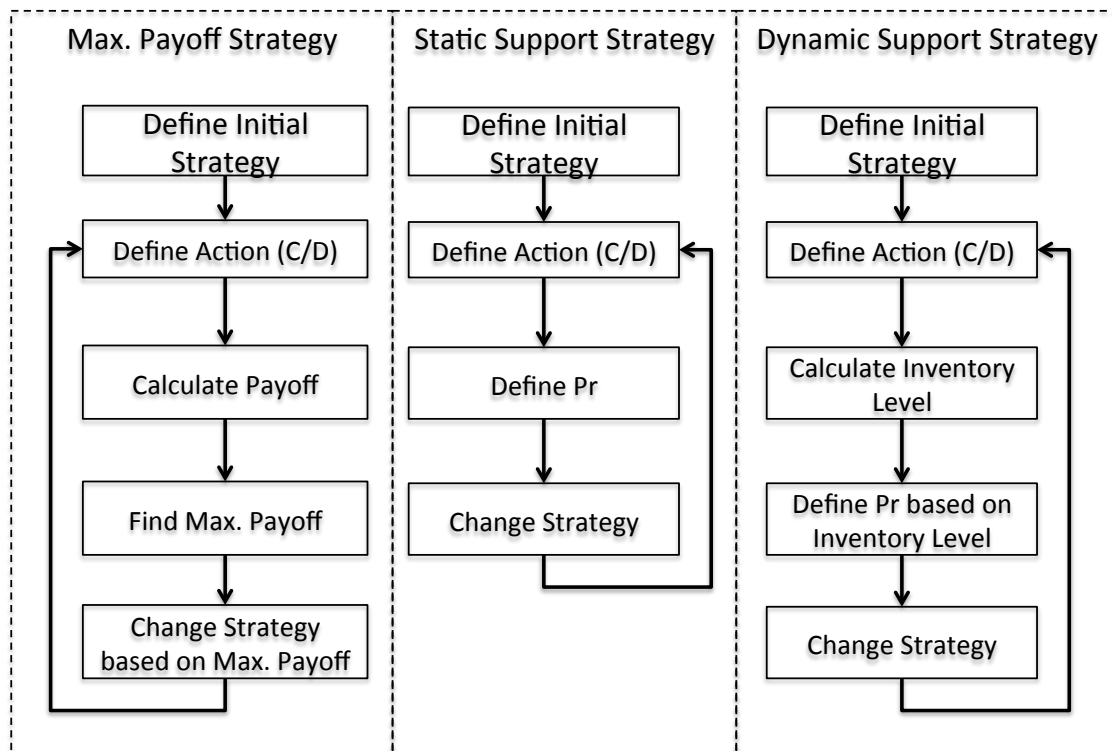 Max. Payoff Strategy
Define Initial
Strategy
Define Action (C/D)
Calculate Payoff
Find Max. Payoff
Change Strategy
based on Max. Payoff
Static Support Strategy
Define Initial
Strategy
Define Action (C/D)
Define Pr
Change Strategy
Dynamic Support Strategy
Define Initial
Strategy
Define Action (C/D)
Calculate Inventory
Level
Define Pr based on
Inventory Level
Change Strategy